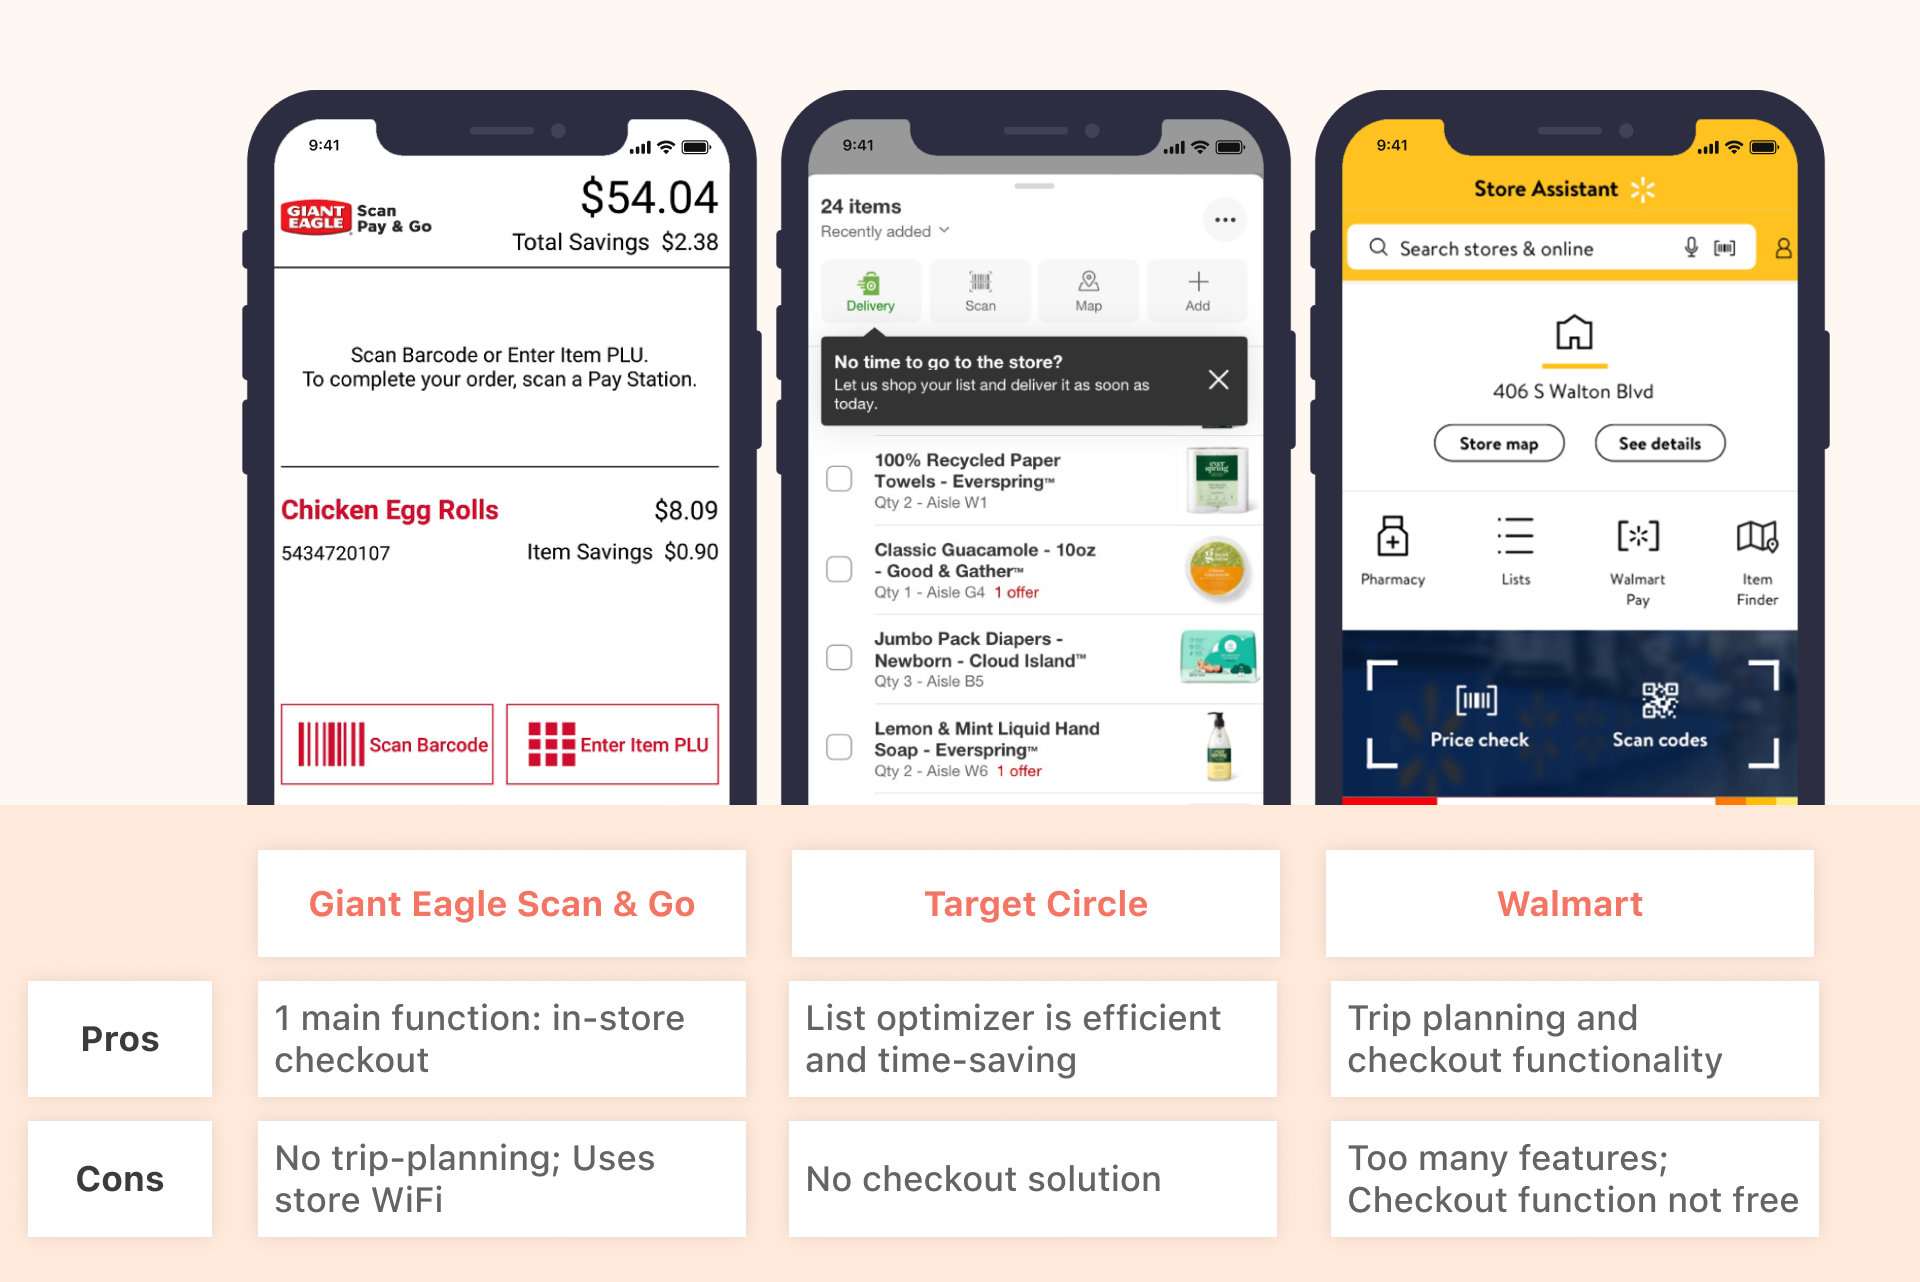 9:41
GIANT
EAGLE
Scan
Pay & Go
$54.04
Total Savings $2.38
Scan Barcode or Enter Item PLU.
To complete your order, scan a Pay Station.
Chicken Egg Rolls $8.09
5434720107 Item Savings $0.90
Scan Barcode
Enter Item PLU
9:41
24 items
Recently added
Delivery
Scan
Map
Add
No time to go to the store?
Let us shop your list and deliver it as soon as
today.
100% Recycled Paper
Towels - Everspring™
Qty 2 - Aisle W1
ever
spring
Classic Guacamole - 10oz
- Good & Gather™
Qty 1 - Aisle G4 1 offer
Jumbo Pack Diapers -
Newborn - Cloud Island™
Qty 3 - Aisle B5
Lemon & Mint Liquid Hand
Soap - Everspring™
Qty 2 - Aisle W6 1 offer
9:41
Store Assistant
Search stores & online
406 S Walton Blvd
Store map
See details
Pharmacy
Lists
Walmart
Pay
Item
Finder
Price check
Scan codes
Giant Eagle Scan & Go
Target Circle
Walmart
Pros
1 main function: in-store
checkout
List optimizer is efficient
and time-saving
Trip planning and
checkout functionality
Cons
No trip-planning; Uses
store WiFi
No checkout solution
Too many features;
Checkout function not free